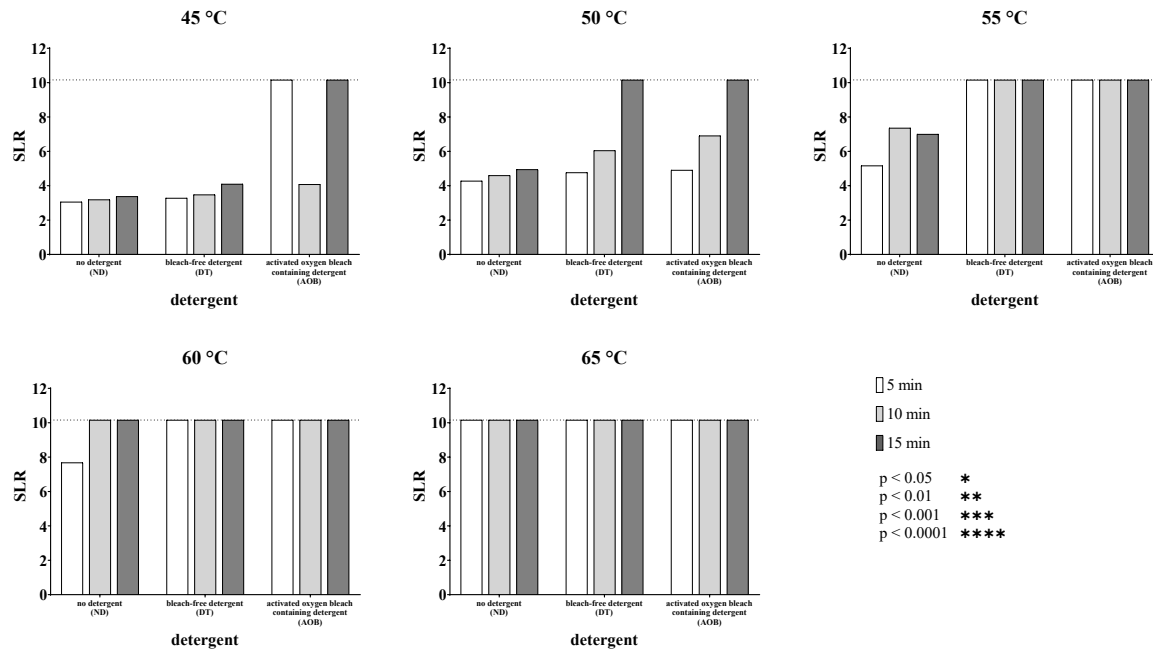 45 °C
12
10
8
6
4
2
0
SLR
no detergent
(ND)
bleach-free detergent
(DT)
activated oxygen bleach
containing detergent
(AOB)
detergent
50 °C
12
10
8
6
4
2
0
SLR
no detergent
(ND)
bleach-free detergent
(DT)
activated oxygen bleach
containing detergent
(AOB)
detergent
55 °C
12
10
8
6
4
2
0
SLR
no detergent
(ND)
bleach-free detergent
(DT)
activated oxygen bleach
containing detergent
(AOB)
detergent
60 °C
12
10
8
6
4
2
0
SLR
no detergent
(ND)
bleach-free detergent
(DT)
activated oxygen bleach
containing detergent
(AOB)
detergent
65 °C
12
10
8
6
4
2
0
SLR
no detergent
(ND)
bleach-free detergent
(DT)
activated oxygen bleach
containing detergent
(AOB)
detergent
5 min
10 min
15 min
p < 0.05 *
p < 0.01 **
p < 0.001 ***
p < 0.0001 ****